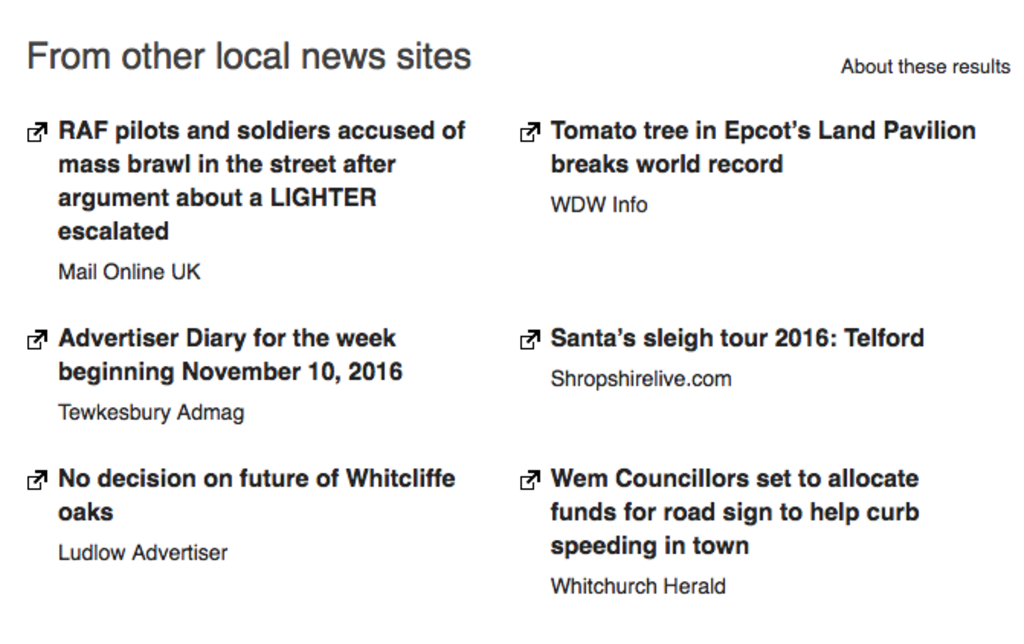 From other local news sites
About these results
RAF pilots and soldiers accused of
mass brawl in the street after
argument about a LIGHTER
escalated
Mail Online UK
Tomato tree in Epcot’s Land Pavilion
breaks world record
WDW Info
Advertiser Diary for the week
beginning November 10, 2016
Tewkesbury Admag
Santa’s sleigh tour 2016: Telford
Shropshirelive.com
No decision on future of Whitcliffe
oaks
Ludlow Advertiser
Wem Councillors set to allocate
funds for road sign to help curb
speeding in town
Whitchurch Herald